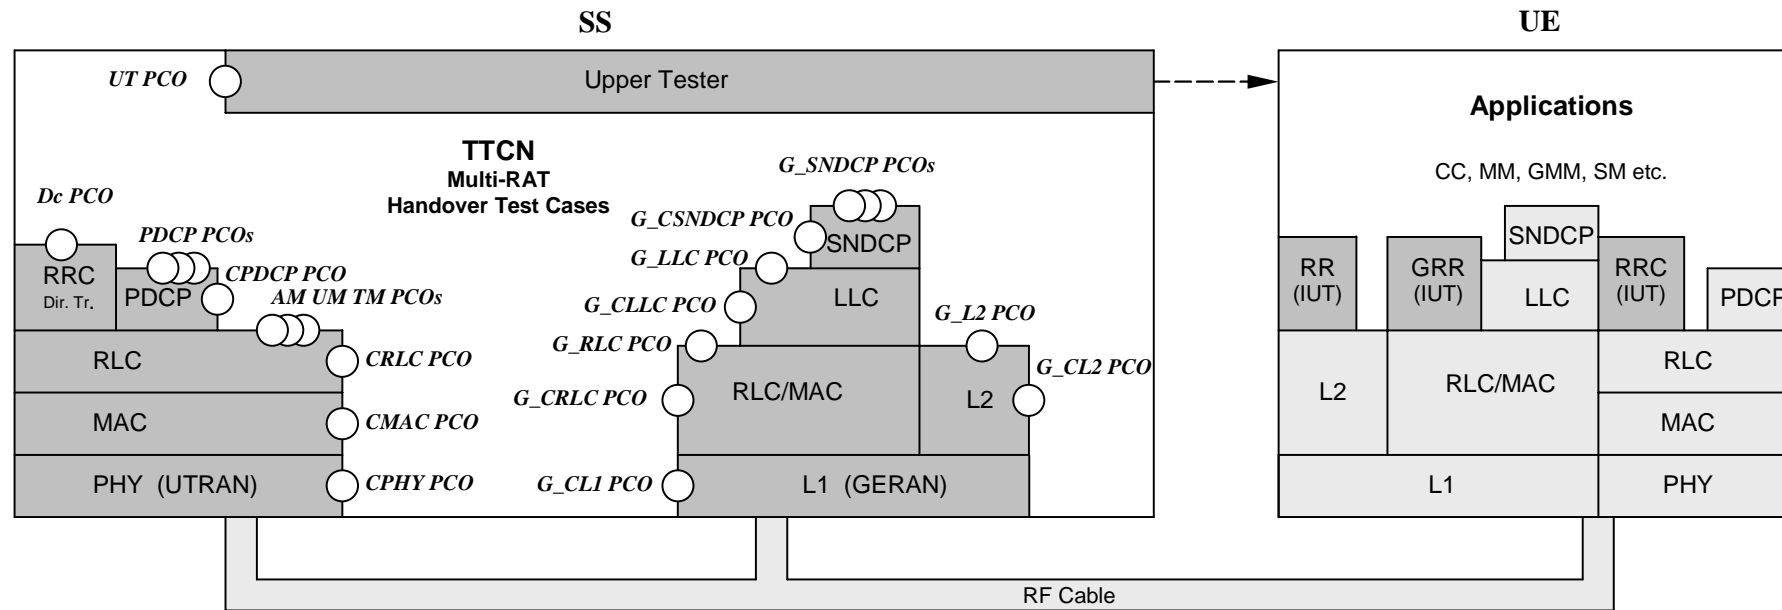 SS
UE
UT PCO
Upper Tester
Applications
TTCN
Multi-RAT
Handover Test Cases
G_SNDCP PCOs
CC, MM, GMM, SM etc.
Dc PCO
G_CSNDCP PCO
PDCP PCOs
SNDCP
SNDCP
G_LLC PCO
RRC
Dir. Tr.
PDCP
CPDCP PCO
AM UM TM PCOs
G_CLLC PCO
LLC
G_L2 PCO
RR
(IUT)
GRR
(IUT)
LLC
RRC
(IUT)
PDCP
G_RLC PCO
G_CL2 PCO
RLC
CRLC PCO
G_CRLC PCO
RLC/MAC
L2
L2
RLC/MAC
RLC
MAC
CMAC PCO
MAC
PHY (UTRAN)
CPHY PCO
G_CL1 PCO
L1 (GERAN)
L1
PHY
RF Cable